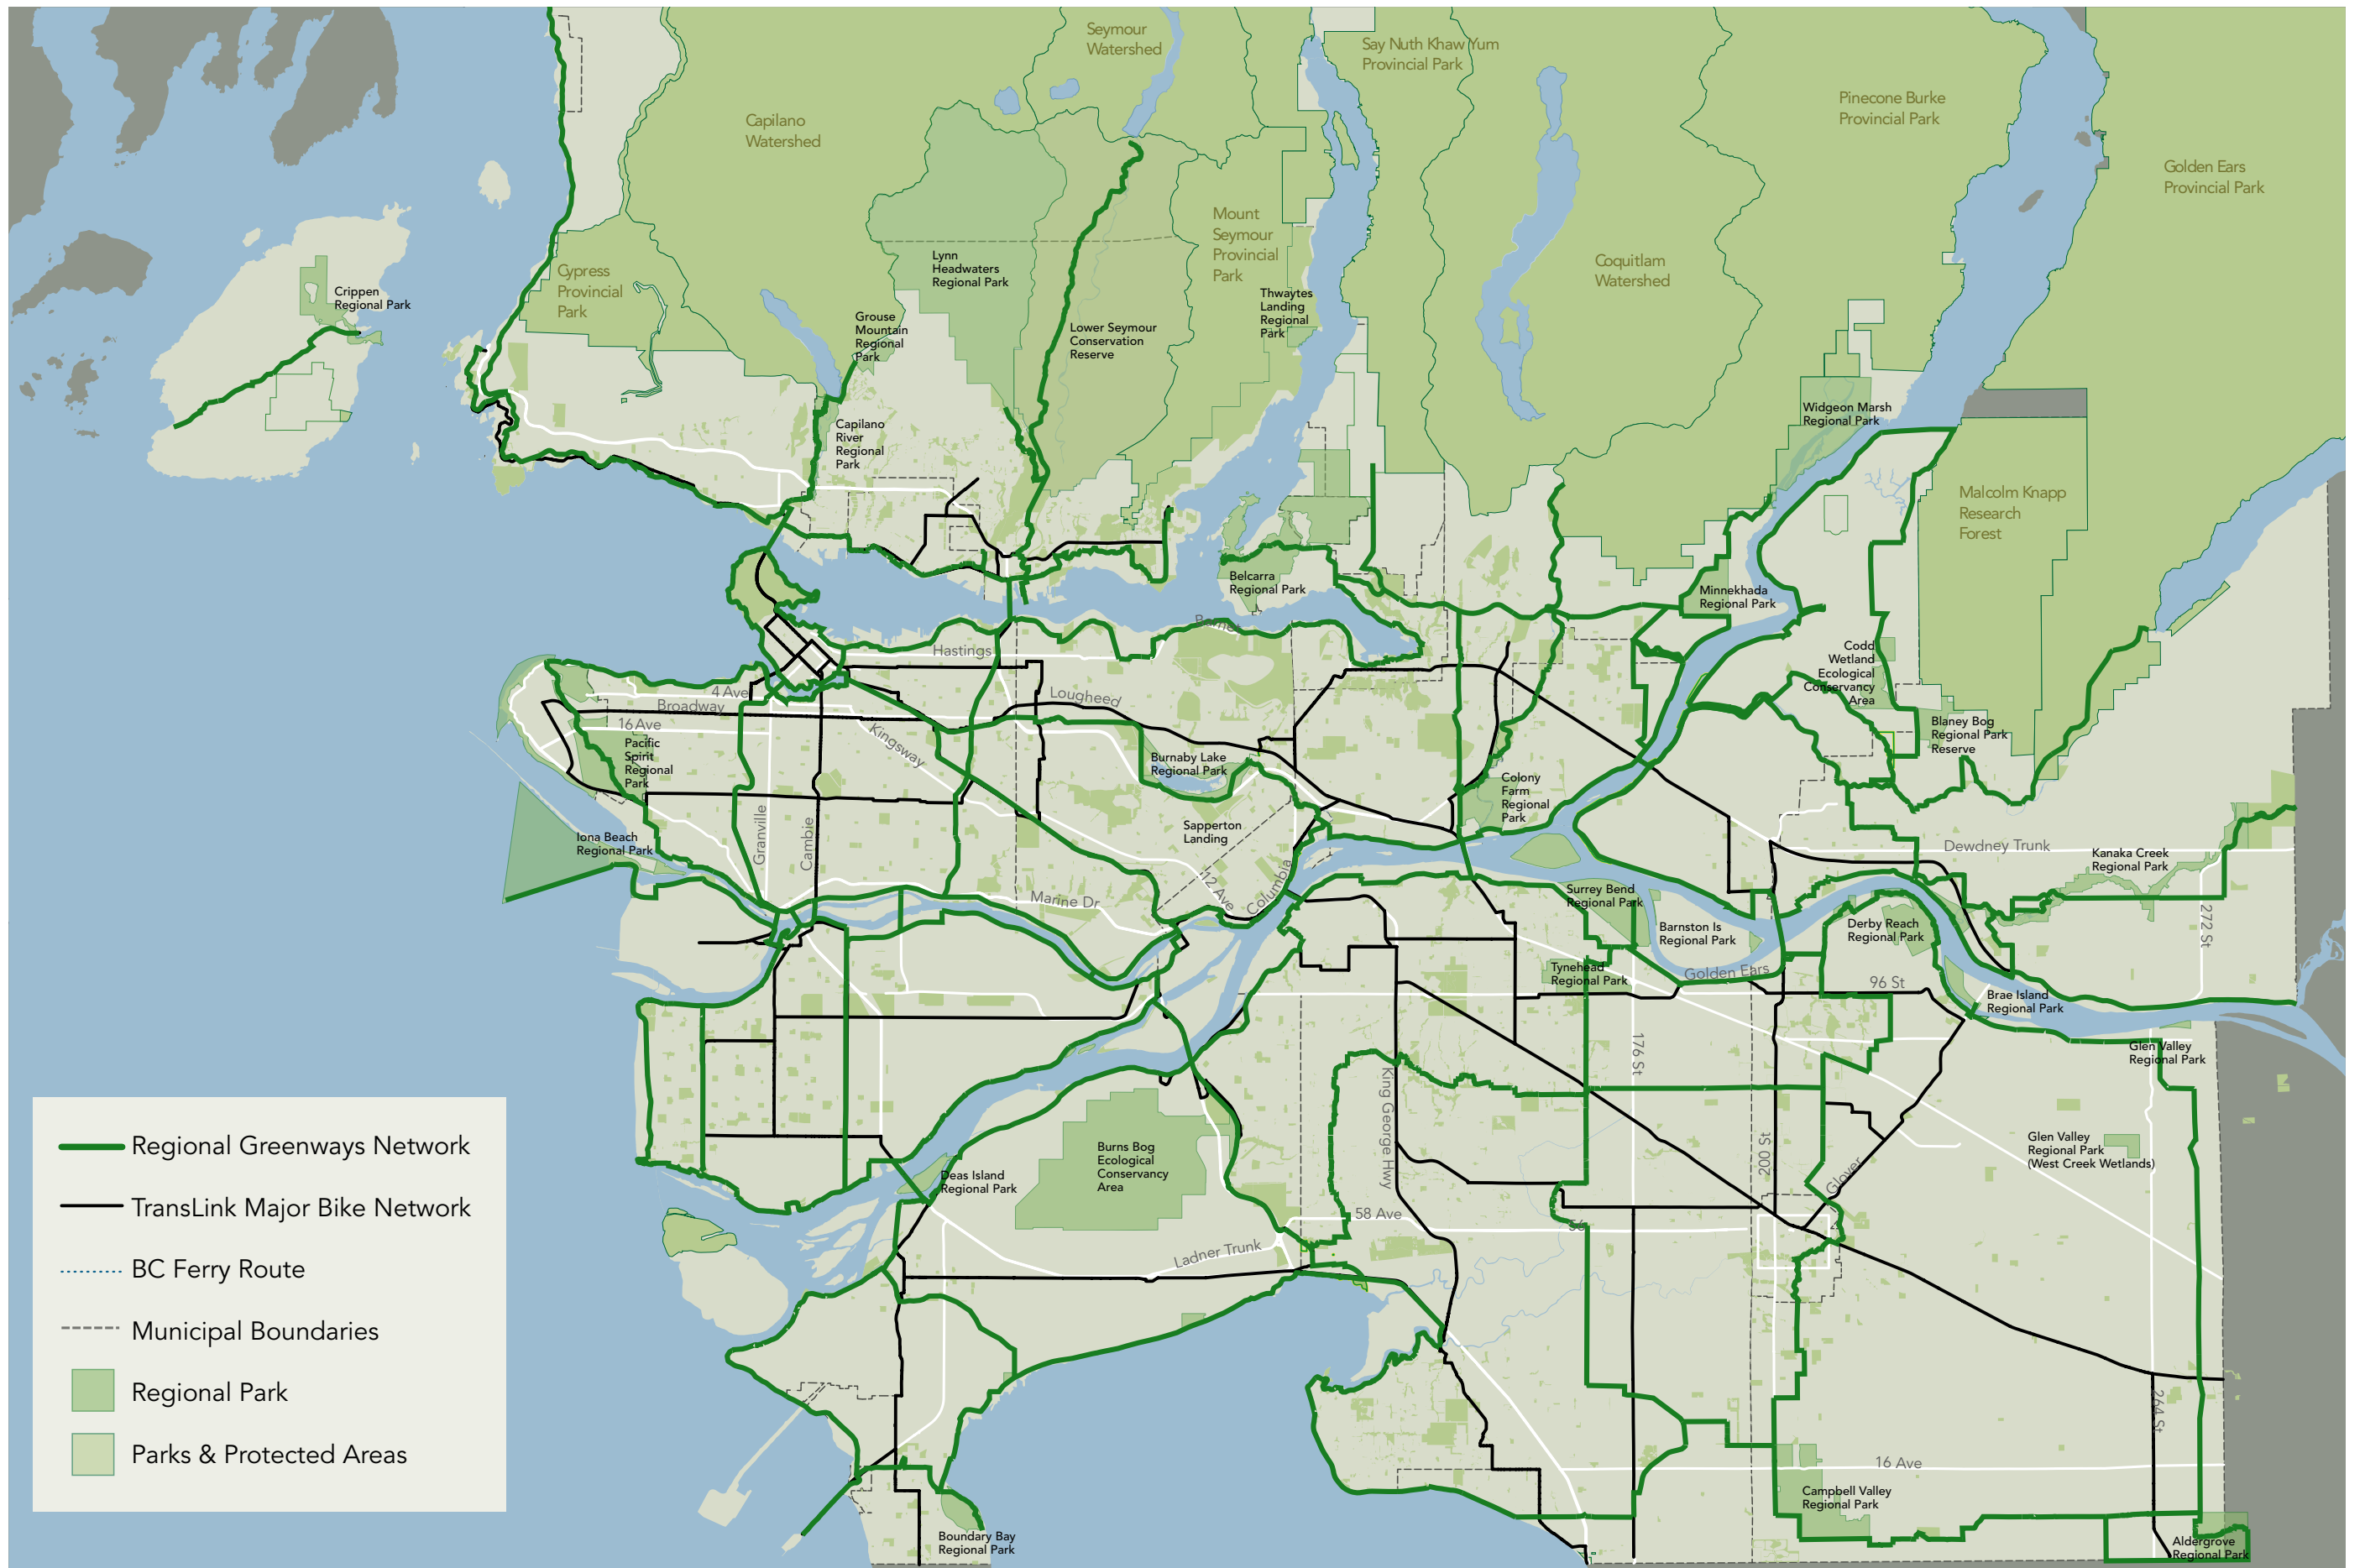 Seymour
Watershed
Say Nuth Khaw Yum
Provincial Park
Pinecone Burke
Provincial Park
Capilano
Watershed
Golden Ears
Provincial Park
Mount
Seymour
Provincial
Park
Lynn
Headwaters
Regional Park
Coquitlam
Watershed
Cypress
Provincial
Park
Crippen
Regional Park
Thwaytes
Landing
Regional
Park
Grouse
Mountain
Regional
Park
Lower Seymour
Conservation
Reserve
Widgeon Marsh
Regional Park
Capilano
River
Regional
Park
Malcolm Knapp
Research
Forest
Belcarra
Regional Park
Minnekhada
Regional Park
Barnet
Hastings
Codd
Wetland
Ecological
Conservancy
Area
4 Ave
Broadway
16 Ave
Lougheed
Kingsway
Blaney Bog
Regional Park
Reserve
Pacific
Spirit
Regional
Park
Burnaby Lake
Regional Park
Colony
Farm
Regional
Park
Granville
Cambie
Sapperton
Landing
Iona Beach
Regional Park
Dewdney Trunk
Kanaka Creek
Regional Park
12 Ave
Columbia
Marine Dr
Surrey Bend
Regional Park
Barnston Is
Regional Park
Derby Reach
Regional Park
272 St
Tynehead
Regional Park
Golden Ears
96 St
Brae Island
Regional Park
176 St
Glen Valley
Regional Park
King George Hwy
Burns Bog
Ecological
Conservancy
Area
200 St
Glover
Glen Valley
Regional Park
(West Creek Wetlands)
Deas Island
Regional Park
58 Ave
56
Ladner Trunk
264 St
16 Ave
Campbell Valley
Regional Park
Boundary Bay
Regional Park
Aldergrove
Regional Park
Regional Greenways Network
TransLink Major Bike Network
BC Ferry Route
Municipal Boundaries
Regional Park
Parks & Protected Areas